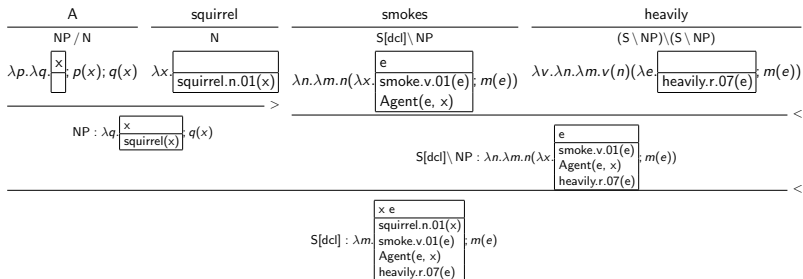 A squirrel smokes heavily
NP / N N S[dcl]\ NP (S \ NP)\(S \ NP)
λp.λq. x ; p(x); q(x) λx. squirrel.n.01(x) λn.λm.n(λx. e smoke.v.01(e) Agent(e, x) ; m(e)) λv.λn.λm.v(n)(λe. heavily.r.07(e) ; m(e))
> <
NP : λq. x squirrel(x) ; q(x)
S[dcl]\ NP : λn.λm.n(λx. e smoke.v.01(e) Agent(e, x) heavily.r.07(e) ; m(e))
<
S[dcl] : λm. x e squirrel.n.01(x) smoke.v.01(e) Agent(e, x) heavily.r.07(e) ; m(e)